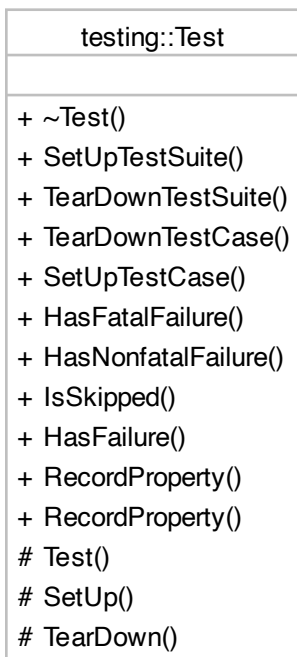 testing::Test
+ ~Test()
+ SetUpTestSuite()
+ TearDownTestSuite()
+ TearDownTestCase()
+ SetUpTestCase()
+ HasFatalFailure()
+ HasNonfatalFailure()
+ IsSkipped()
+ HasFailure()
+ RecordProperty()
+ RecordProperty()
# Test()
# SetUp()
# TearDown()